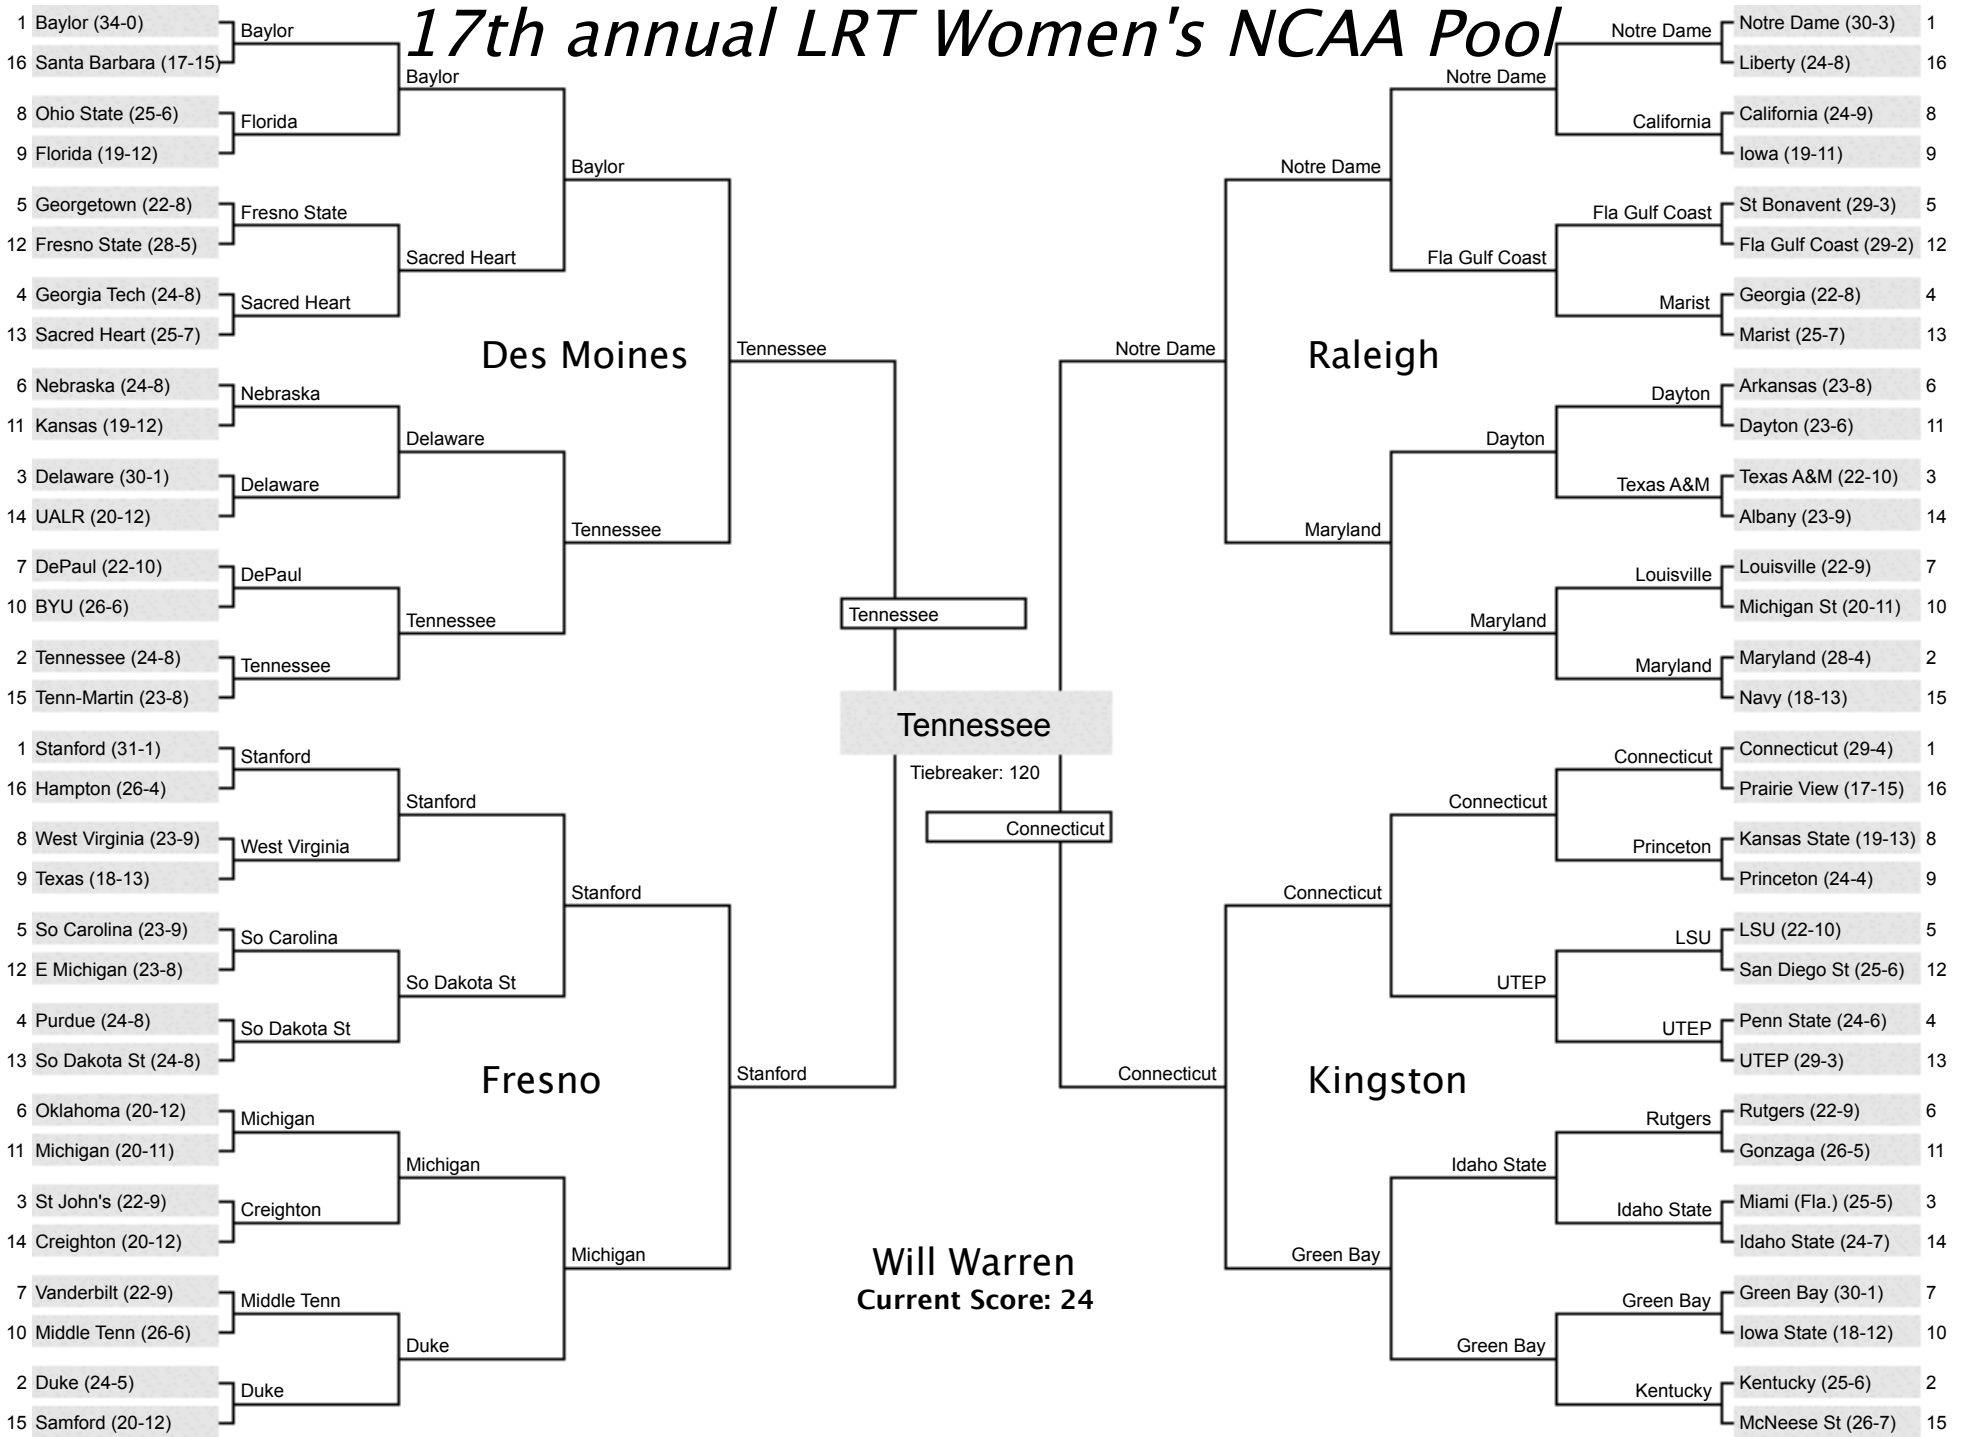 17th annual LRT Women's NCAA Pool
1 Baylor (34-0)
16 Santa Barbara (17-15)
8 Ohio State (25-6)
9 Florida (19-12)
5 Georgetown (22-8)
12 Fresno State (28-5)
4 Georgia Tech (24-8)
13 Sacred Heart (25-7)
6 Nebraska (24-8)
11 Kansas (19-12)
3 Delaware (30-1)
14 UALR (20-12)
7 DePaul (22-10)
10 BYU (26-6)
2 Tennessee (24-8)
15 Tenn-Martin (23-8)
Baylor
Florida
Fresno State
Sacred Heart
Nebraska
Delaware
DePaul
Tennessee
Baylor
Sacred Heart
Delaware
Tennessee
Baylor
Tennessee
Des Moines
Tennessee
1 Stanford (31-1)
16 Hampton (26-4)
8 West Virginia (23-9)
9 Texas (18-13)
5 So Carolina (23-9)
12 E Michigan (23-8)
4 Purdue (24-8)
13 So Dakota St (24-8)
6 Oklahoma (20-12)
11 Michigan (20-11)
3 St John's (22-9)
14 Creighton (20-12)
7 Vanderbilt (22-9)
10 Middle Tenn (26-6)
2 Duke (24-5)
15 Samford (20-12)
Stanford
West Virginia
So Carolina
So Dakota St
Michigan
Creighton
Middle Tenn
Duke
Stanford
So Dakota St
Michigan
Duke
Stanford
Michigan
Fresno
Stanford
Tennessee
Tennessee
Tiebreaker: 120
Connecticut
Will Warren
Current Score: 24
Notre Dame (30-3) 1
Liberty (24-8) 16
California (24-9) 8
Iowa (19-11) 9
St Bonavent (29-3) 5
Fla Gulf Coast (29-2) 12
Georgia (22-8) 4
Marist (25-7) 13
Arkansas (23-8) 6
Dayton (23-6) 11
Texas A&M (22-10) 3
Albany (23-9) 14
Louisville (22-9) 7
Michigan St (20-11) 10
Maryland (28-4) 2
Navy (18-13) 15
Notre Dame
California
Fla Gulf Coast
Marist
Dayton
Texas A&M
Louisville
Maryland
Notre Dame
Fla Gulf Coast
Dayton
Maryland
Notre Dame
Maryland
Raleigh
Notre Dame
Connecticut (29-4) 1
Prairie View (17-15) 16
Kansas State (19-13) 8
Princeton (24-4) 9
LSU (22-10) 5
San Diego St (25-6) 12
Penn State (24-6) 4
UTEP (29-3) 13
Rutgers (22-9) 6
Gonzaga (26-5) 11
Miami (Fla.) (25-5) 3
Idaho State (24-7) 14
Green Bay (30-1) 7
Iowa State (18-12) 10
Kentucky (25-6) 2
McNeese St (26-7) 15
Connecticut
Princeton
LSU
UTEP
Rutgers
Idaho State
Green Bay
Kentucky
Connecticut
UTEP
Idaho State
Green Bay
Connecticut
Green Bay
Kingston
Connecticut